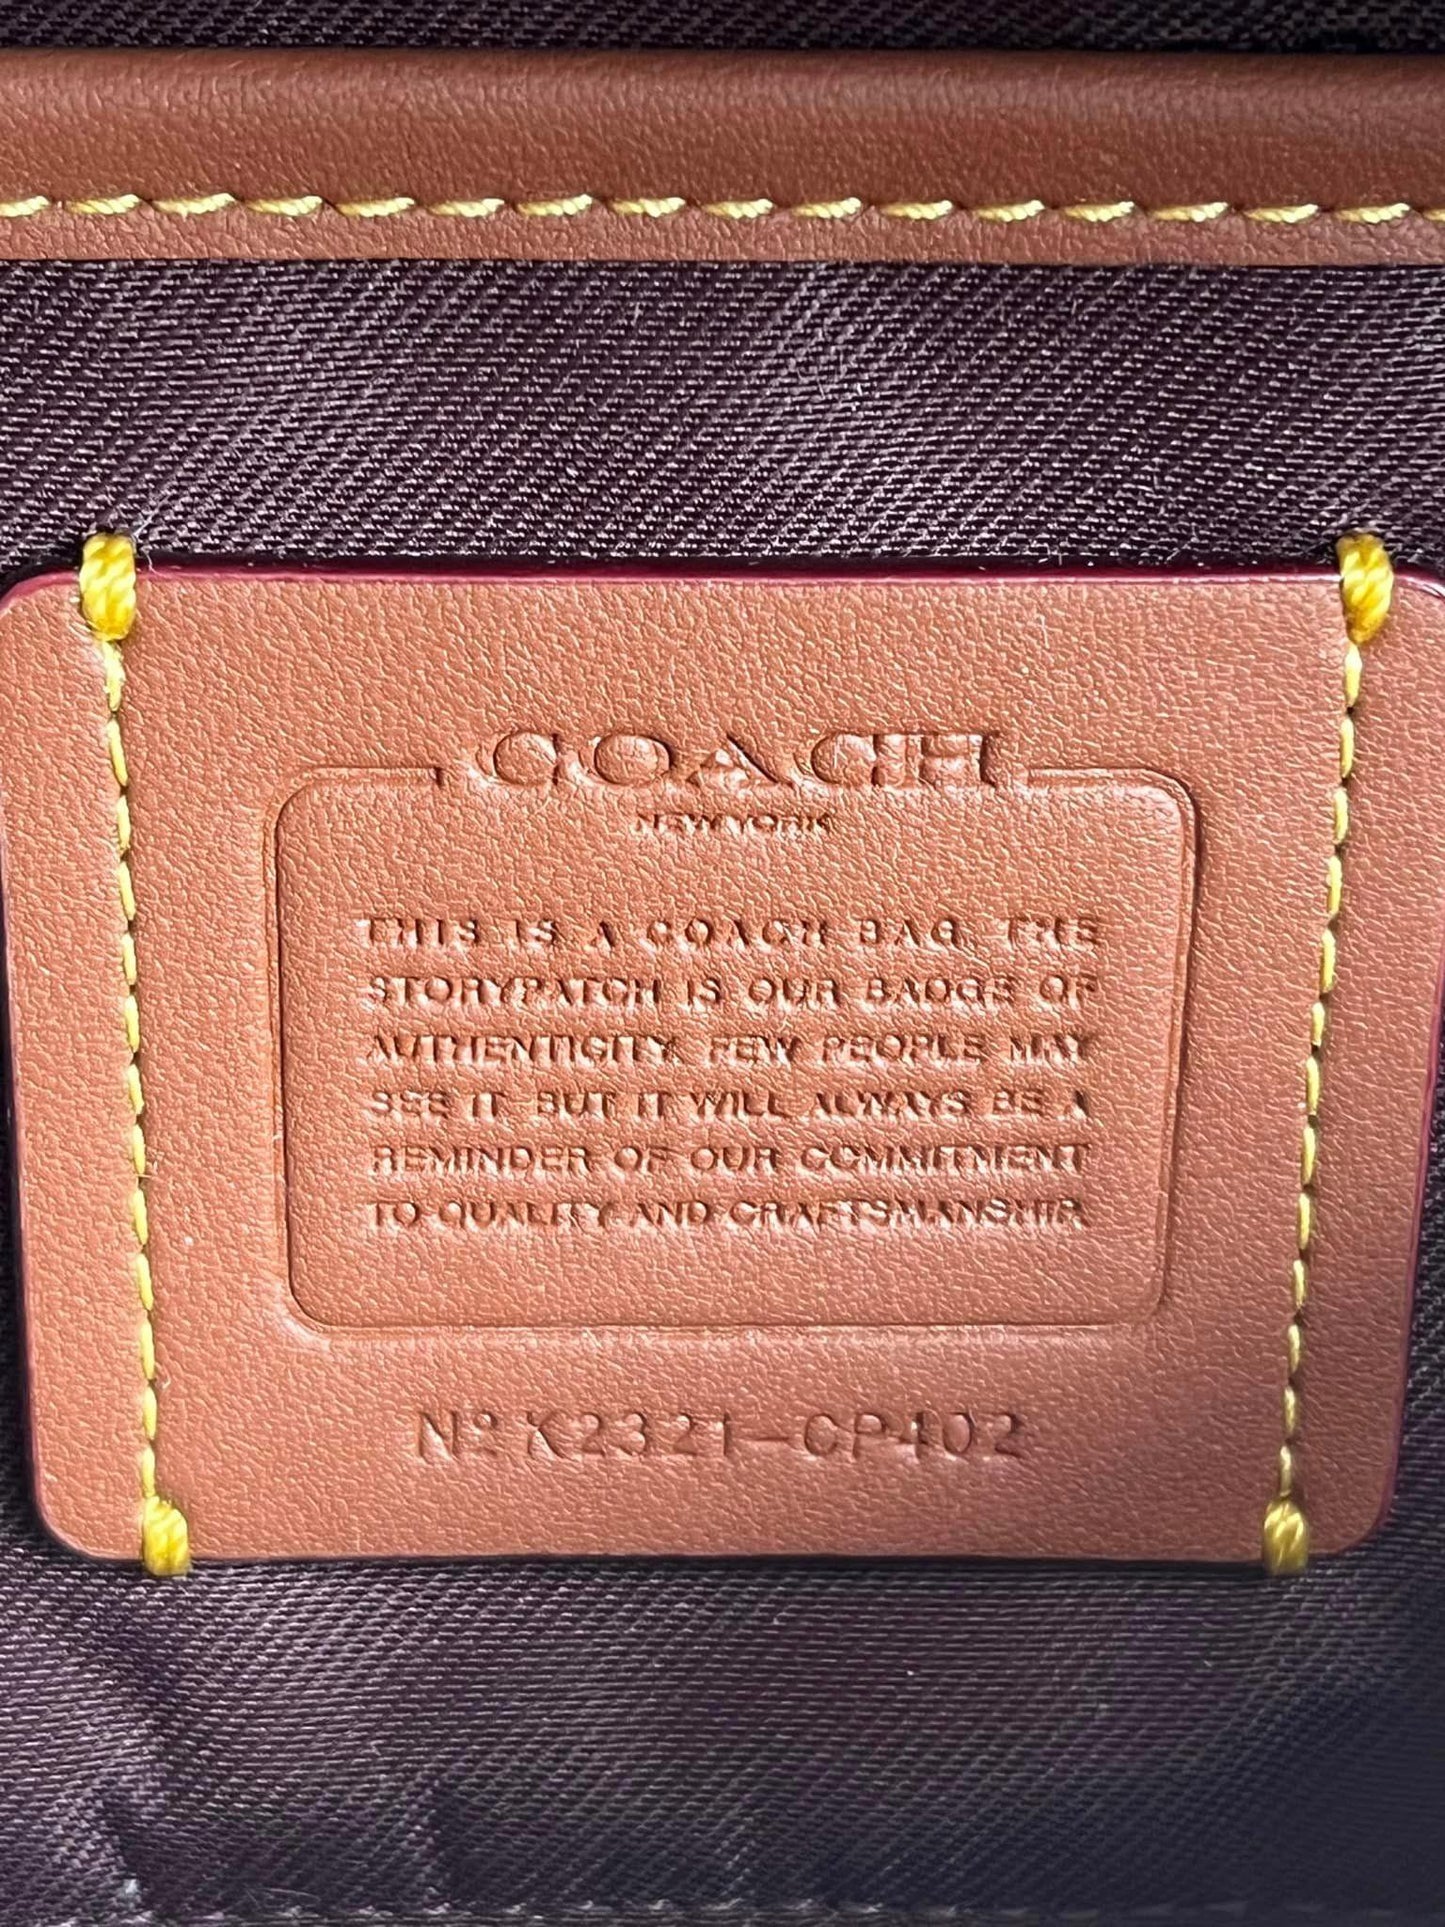 COACH
NEW YORK
THIS IS A COACH BAG. THE
STORYPATCH IS OUR BADGE OF
AUTHENTICITY. FEW PEOPLE MAY
SEE IT BUT IT WILL ALWAYS BE A
REMINDER OF OUR COMMITMENT
TO QUALITY AND CRAFTSMANSHIP.
Nº K2321-CP402